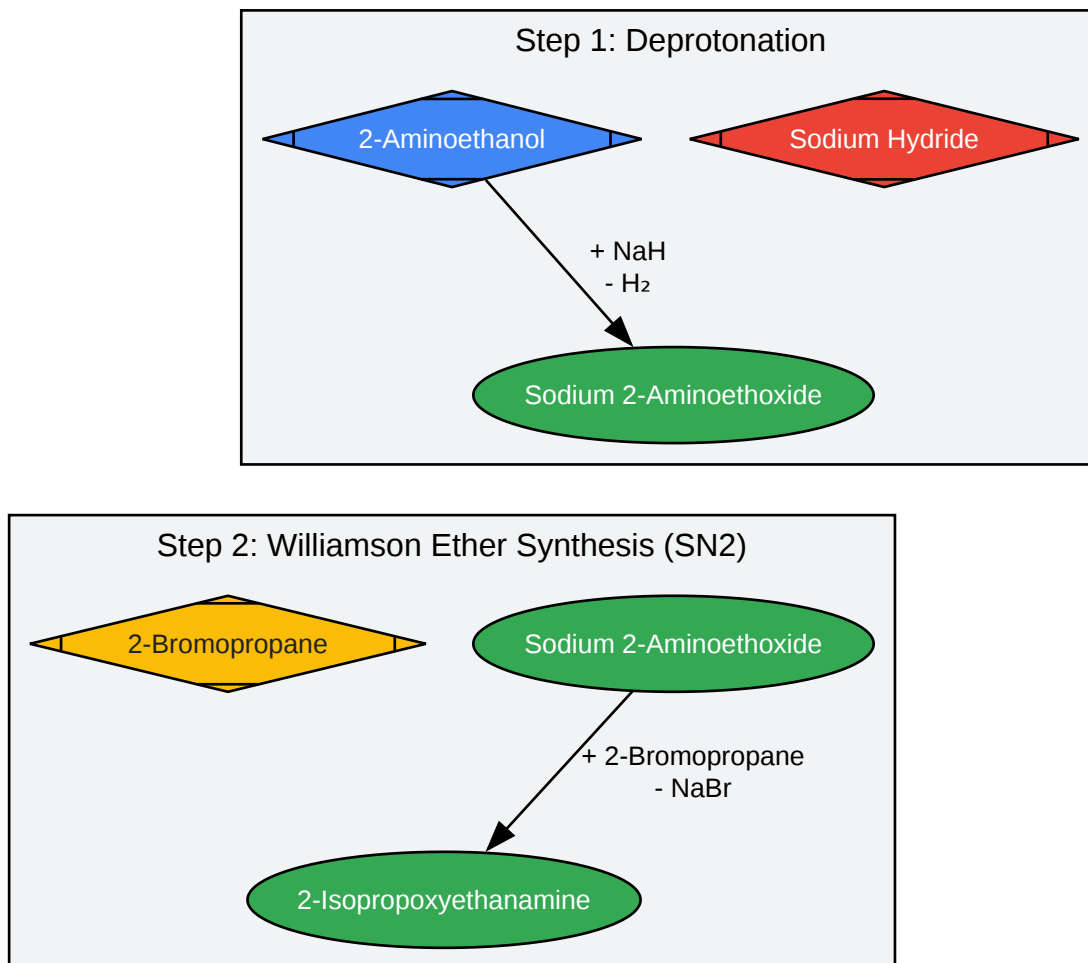 Step 1: Deprotonation
2-Aminoethanol
Sodium Hydride
+ NaH
- H₂
Sodium 2-Aminoethoxide
Step 2: Williamson Ether Synthesis (SN2)
2-Bromopropane
Sodium 2-Aminoethoxide
+ 2-Bromopropane
- NaBr
2-Isopropoxyethanamine